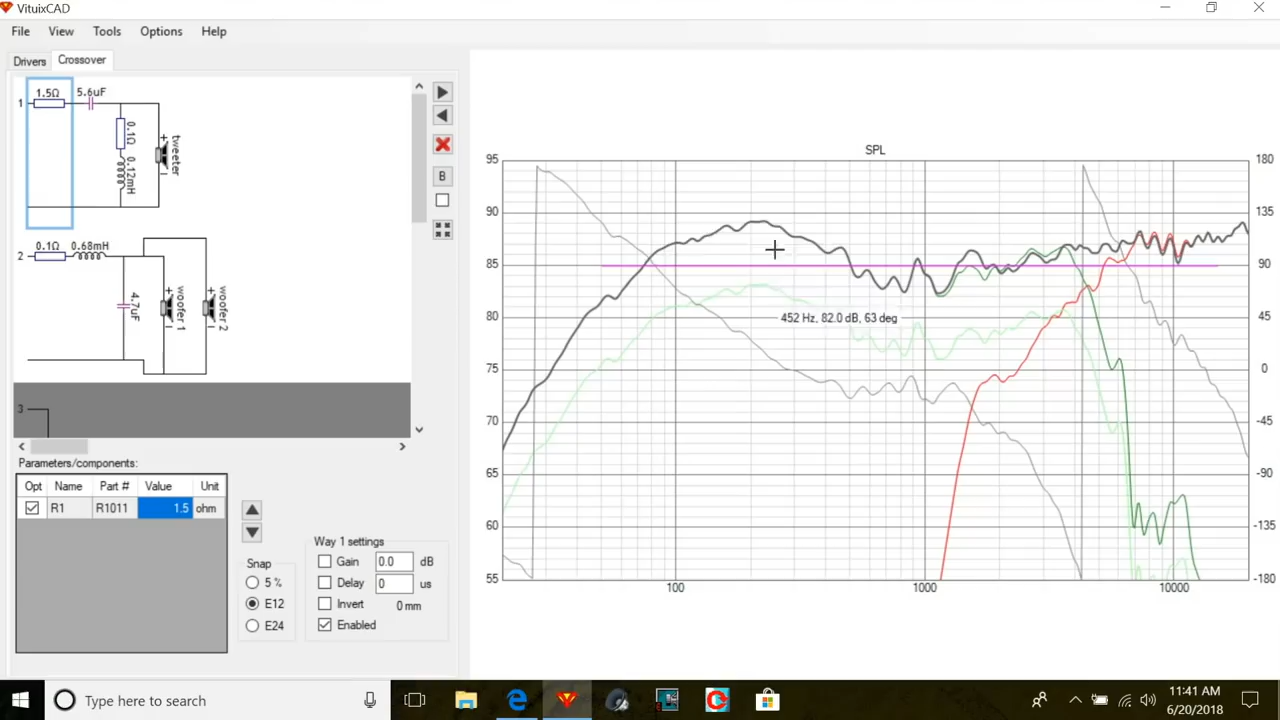 VituixCAD
File View Tools Options Help
Drivers Crossover
1 1.5Ω 5.6uF
0.1Ω
0.12mH
+ tweeter −
2 0.1Ω 0.68mH
4.7uF
+ woofer 1 −
+ woofer 2 −
3
B
Parameters/components:
Opt Name Part # Value Unit
R1 R1011 1.5 ohm
Snap
5 %
E12
E24
Way 1 settings
Gain 0.0 dB
Delay 0 us
Invert 0 mm
Enabled
SPL
95 180
90 135
85 90
80 45
75 0
70 -45
65 -90
60 -135
55 -180
100 1000 10000
452 Hz, 82.0 dB, 63 deg
Type here to search
11:41 AM
6/20/2018